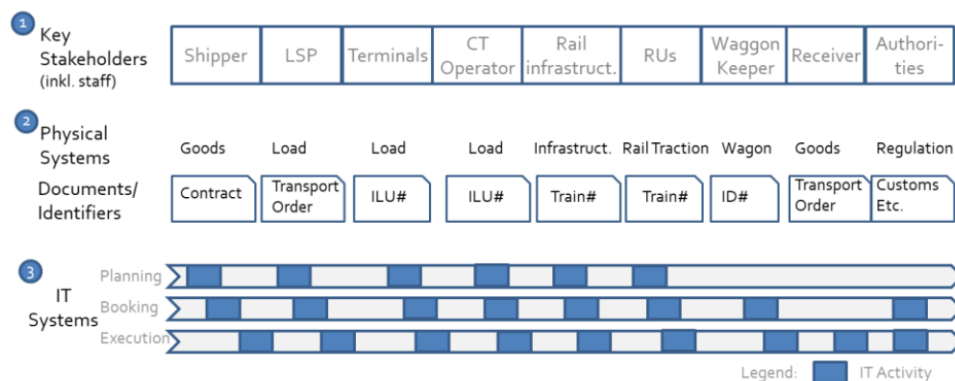 1
Key
Stakeholders
(inkl. staff)
Shipper
LSP
Terminals
CT
Operator
Rail
infrastruct.
RUs
Waggon
Keeper
Receiver
Authori-
ties
2
Physical
Systems
Goods
Load
Load
Load
Infrastruct.
Rail Traction
Wagon
Goods
Regulation
Documents/
Identifiers
Contract
Transport
Order
ILU#
ILU#
Train#
Train#
ID#
Transport
Order
Customs
Etc.
3
IT
Systems
Planning
Booking
Execution
Legend:
IT Activity